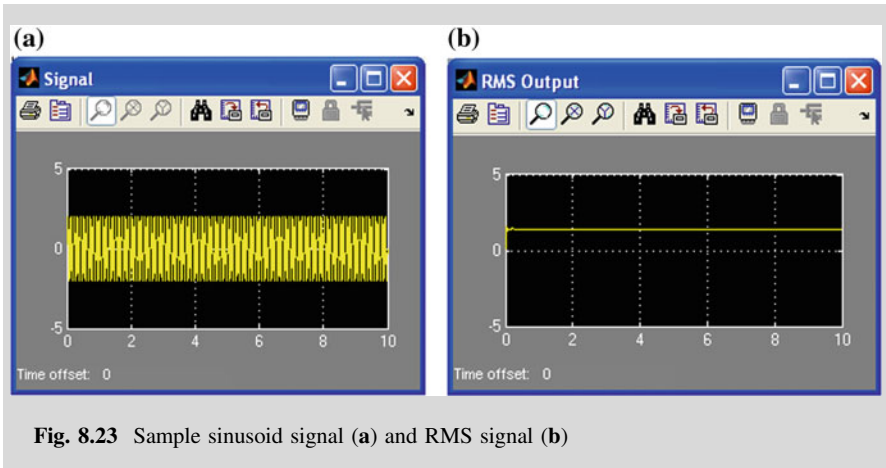 (a)
Signal
5
0
-5
0 2 4 6 8 10
Time offset: 0
(b)
RMS Output
5
0
-5
0 2 4 6 8 10
Time offset: 0
Fig. 8.23 Sample sinusoid signal (a) and RMS signal (b)